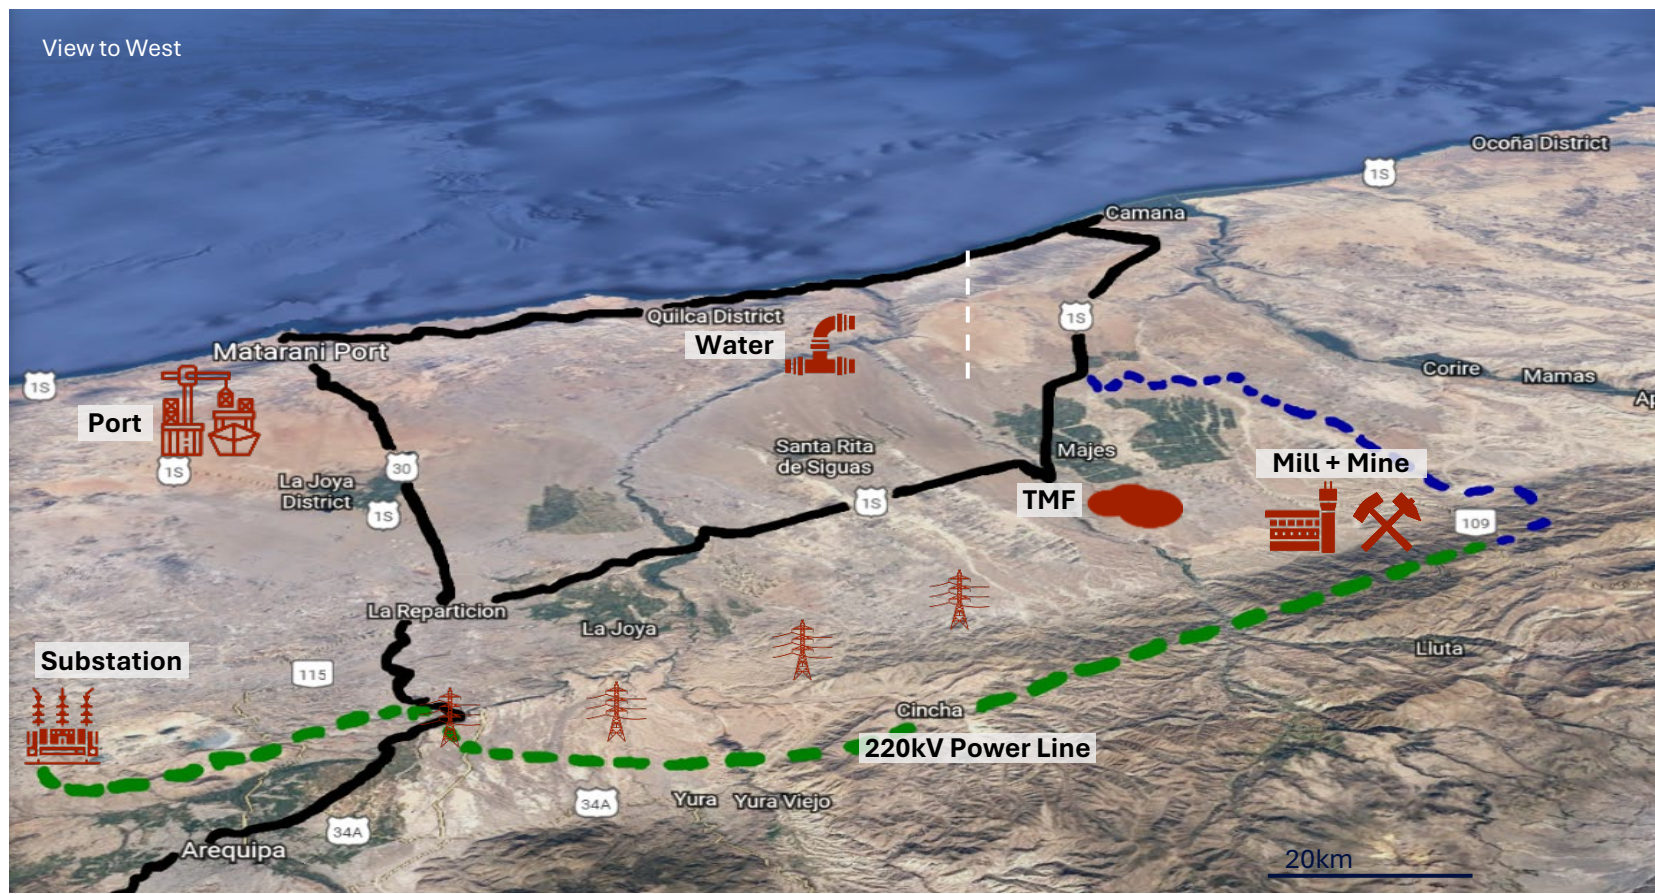 View to West
Ocoña District
1S
Camana
Quilca District
1S
Water
Matarani Port
1S
Corire
Mamas
Port
Santa Rita
de Siguas
Majes
Mill + Mine
1S
30
La Joya
District
1S
1S
TMF
109
La Reparticion
La Joya
Lluta
Substation
115
Cincha
220kV Power Line
34A
Yura
Yura Viejo
34A
Arequipa
20km